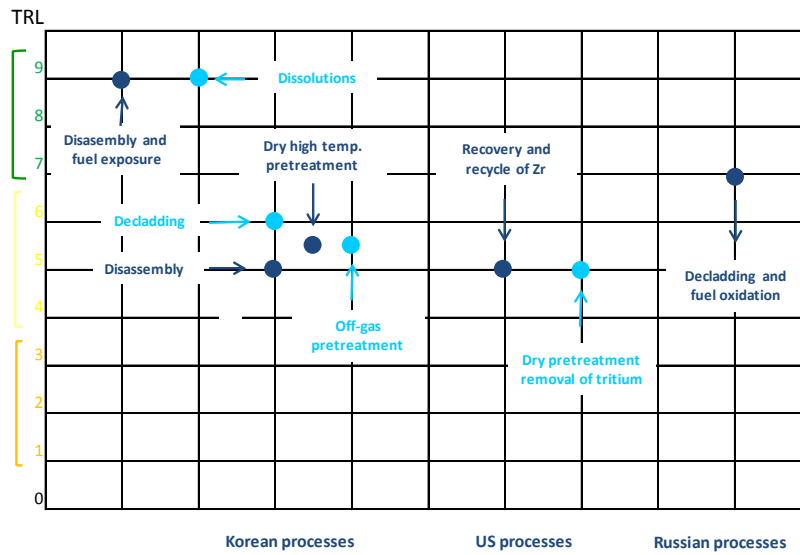 TRL
9
8
7
6
5
4
3
2
1
0
Dissolutions
Disasembly and
fuel exposure
Dry high temp.
pretreatment
Recovery and
recycle of Zr
Decladding
Disassembly
Off-gas
pretreatment
Decladding and
fuel oxidation
Dry pretreatment
removal of tritium
Korean processes
US processes
Russian processes